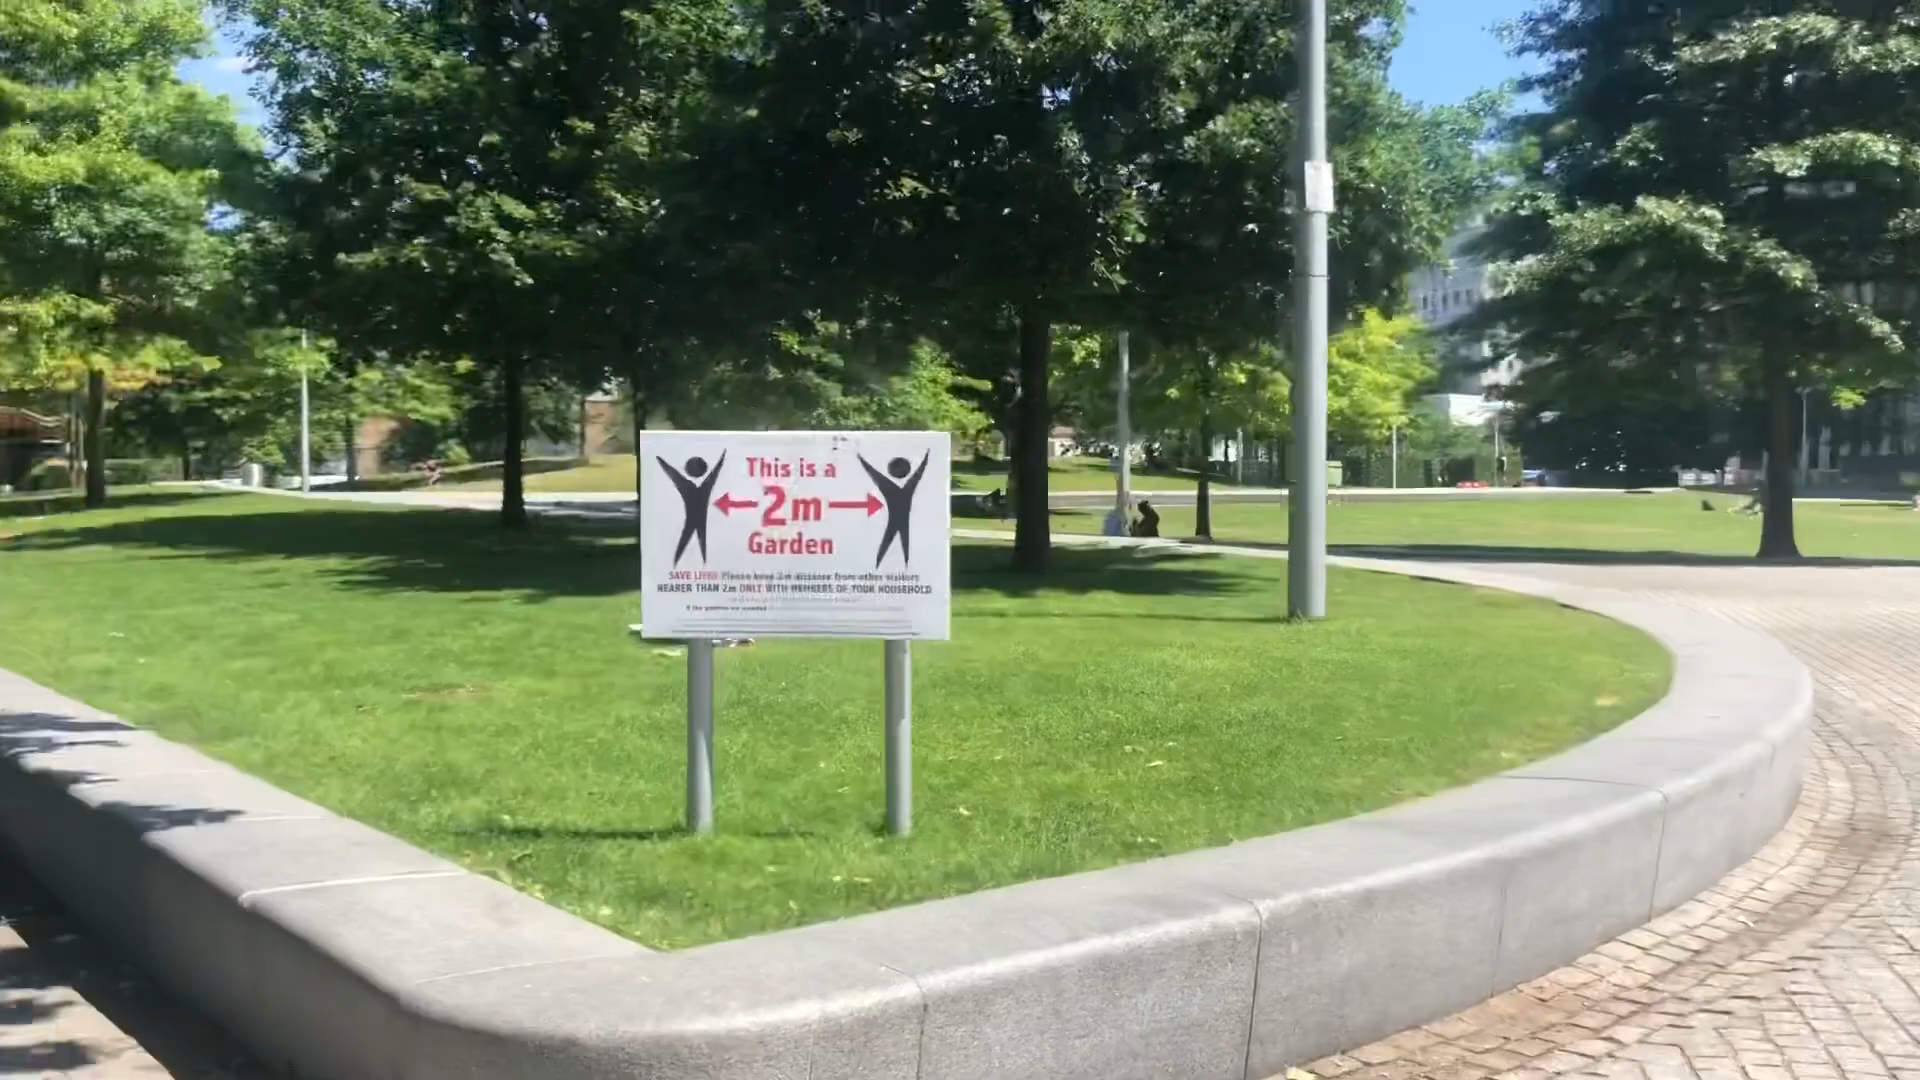 This is a
2m
Garden
SAVE LIVES Please keep 2m distance from other visitors
NEARER THAN 2m ONLY WITH MEMBERS OF YOUR HOUSEHOLD